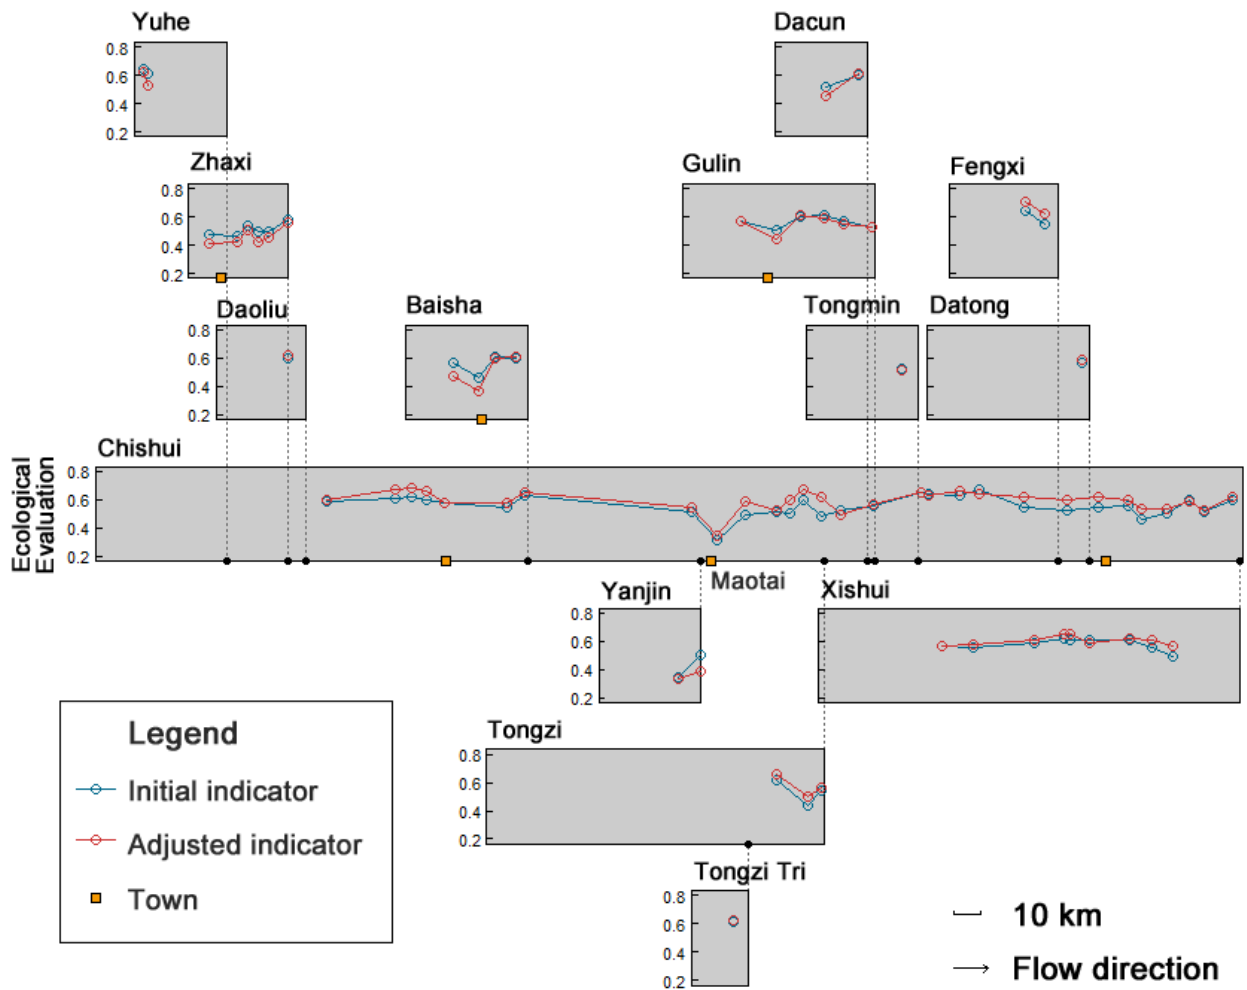 Yuhe
Dacun
0.8
0.6
0.4
0.2
Zhaxi
Gulin
Fengxi
0.8
0.6
0.4
0.2
Daoliu
Baisha
Tongmin
Datong
0.8
0.6
0.4
0.2
Chishui
Ecological
Evaluation
0.8
0.6
0.4
0.2
Maotai
Yanjin
Xishui
0.8
0.6
0.4
0.2
Tongzi
0.8
0.6
0.4
0.2
Tongzi Tri
0.8
0.6
0.4
0.2
Legend
Initial indicator
Adjusted indicator
Town
10 km
Flow direction